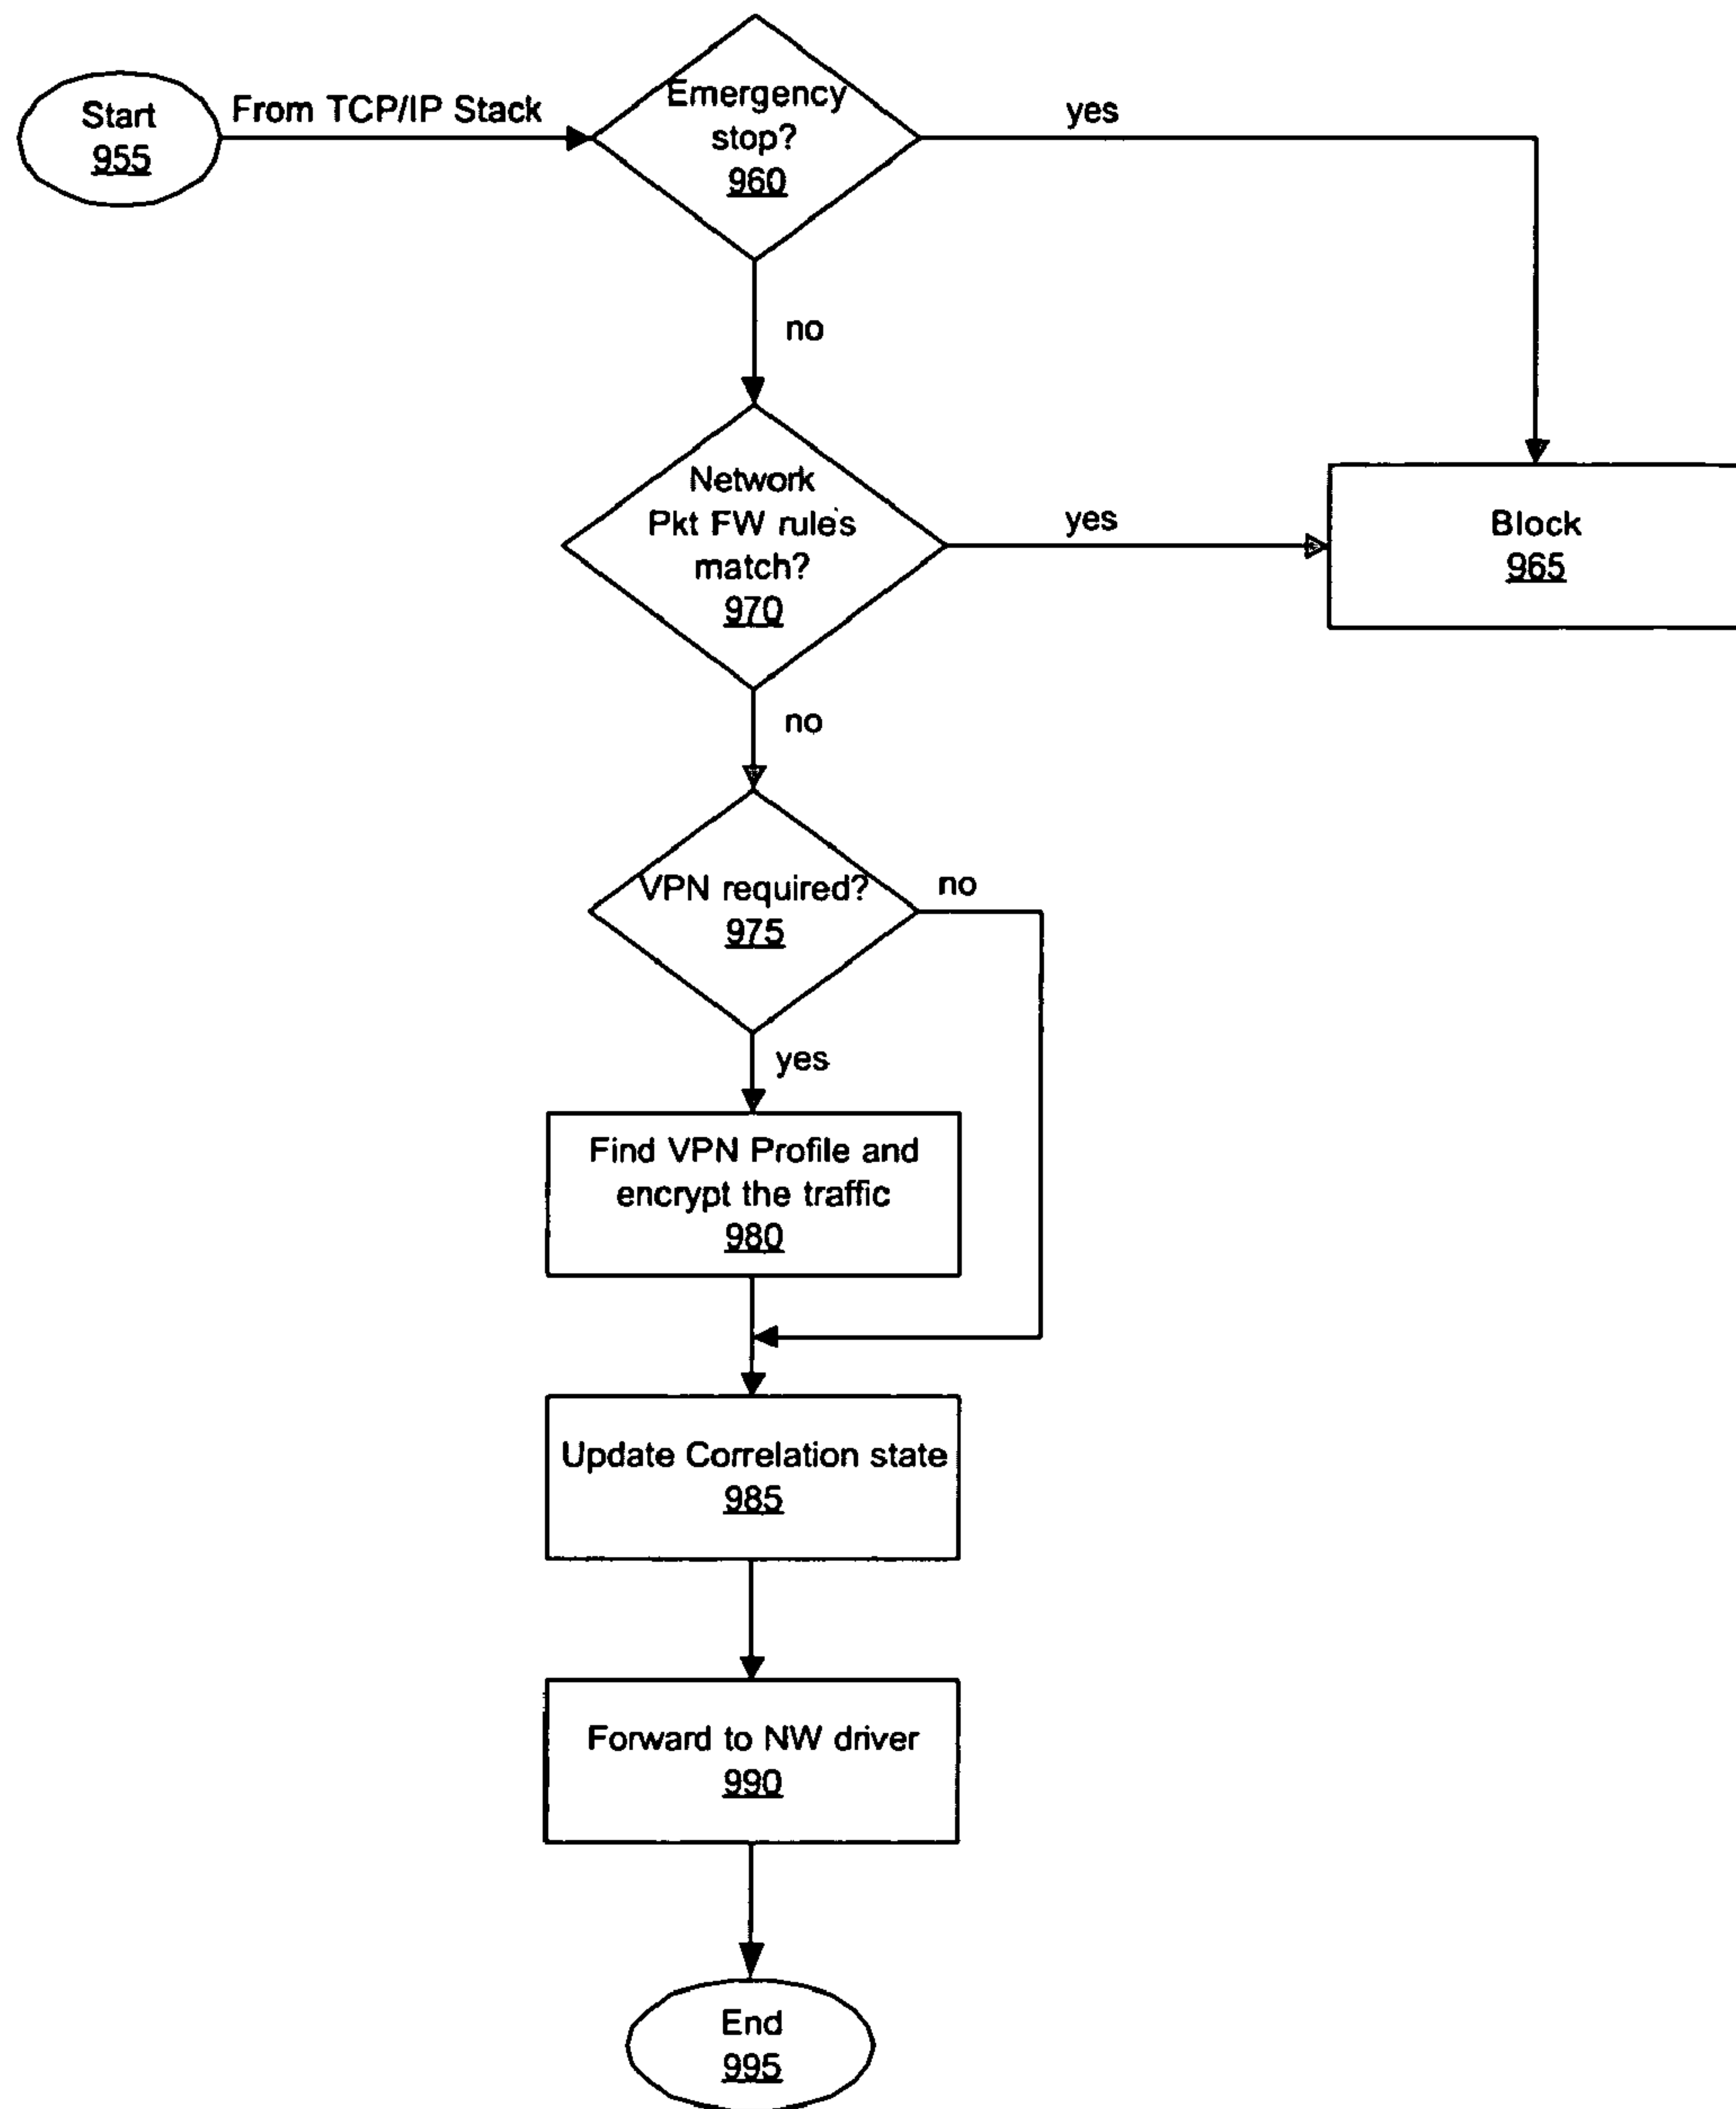 Start
955
From TCP/IP Stack
Emergency
stop?
960
yes
no
Network
Pkt FW rule's
match?
970
yes
Block
965
no
VPN required?
975
no
yes
Find VPN Profile and
encrypt the traffic
980
Update Correlation state
985
Forward to NW driver
990
End
995